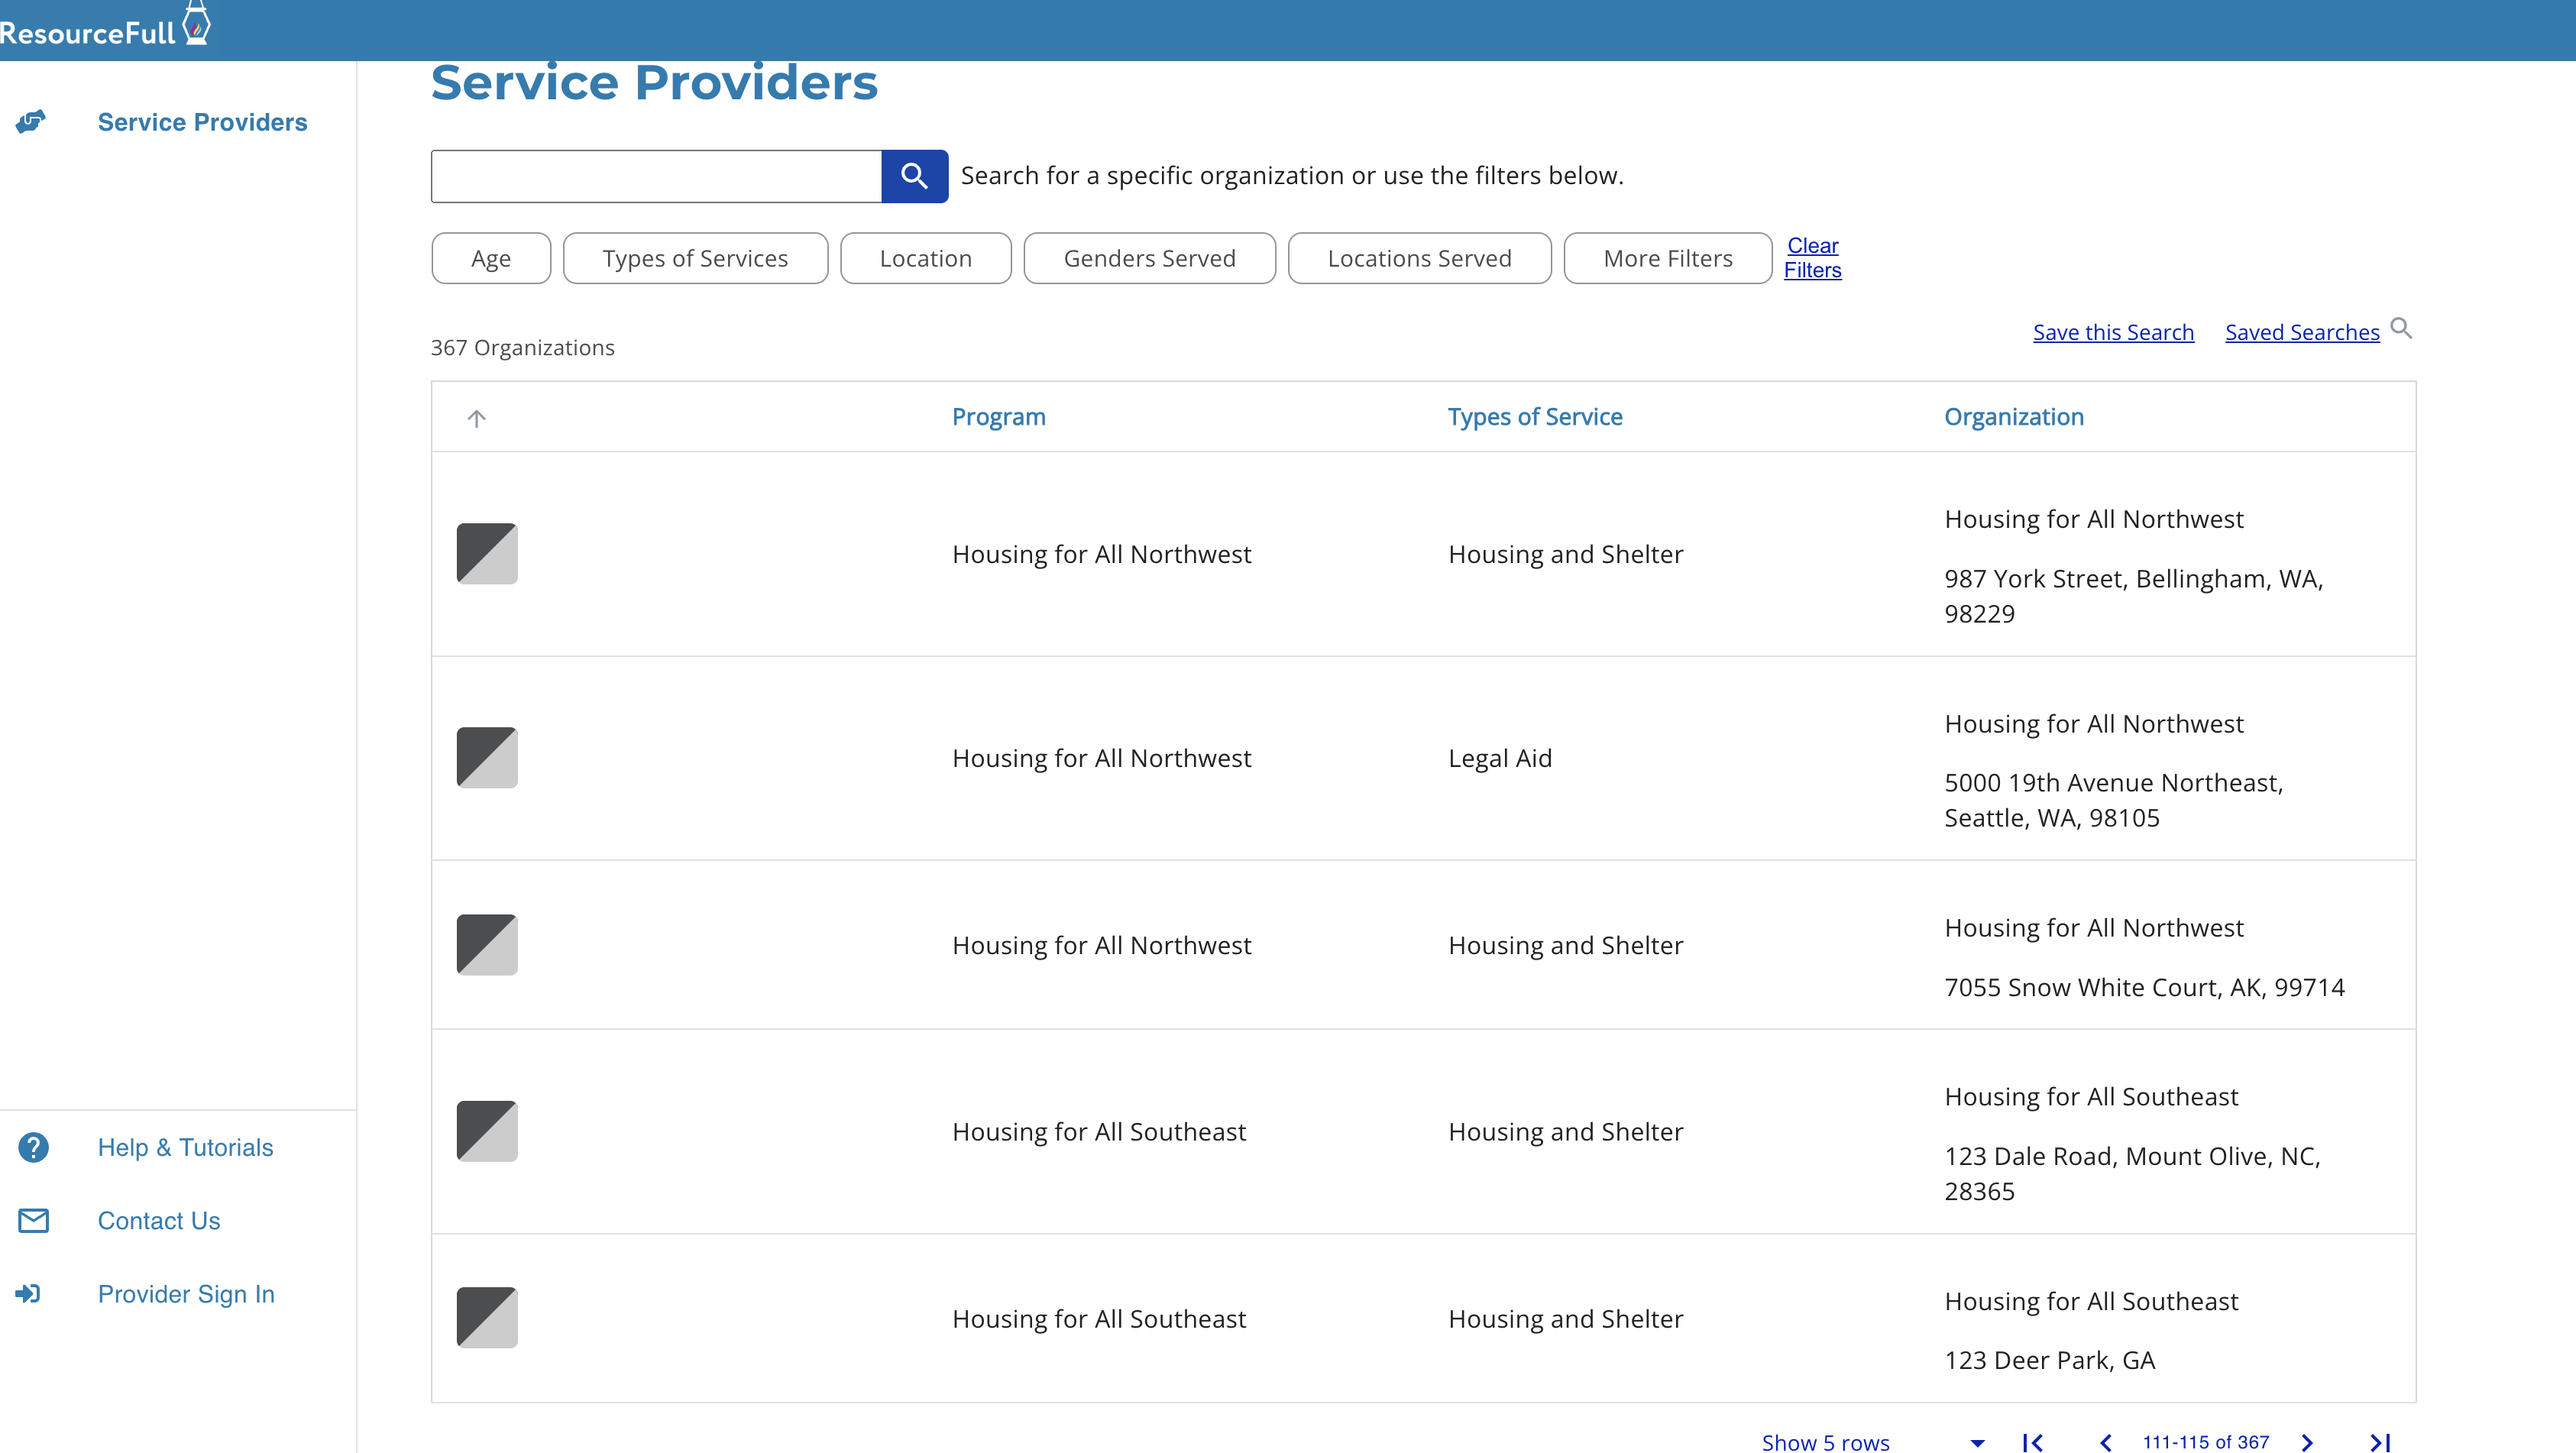 ResourceFull
Service Providers
Service Providers
Search for a specific organization or use the filters below.
Age
Types of Services
Location
Genders Served
Locations Served
More Filters
Clear
Filters
367 Organizations
Save this Search
Saved Searches
Program
Types of Service
Organization
Housing for All Northwest
Housing and Shelter
Housing for All Northwest
987 York Street, Bellingham, WA,
98229
Housing for All Northwest
Legal Aid
Housing for All Northwest
5000 19th Avenue Northeast,
Seattle, WA, 98105
Housing for All Northwest
Housing and Shelter
Housing for All Northwest
7055 Snow White Court, AK, 99714
Housing for All Southeast
Housing and Shelter
Housing for All Southeast
123 Dale Road, Mount Olive, NC,
28365
Housing for All Southeast
Housing and Shelter
Housing for All Southeast
123 Deer Park, GA
Help & Tutorials
Contact Us
Provider Sign In
Show 5 rows
111-115 of 367